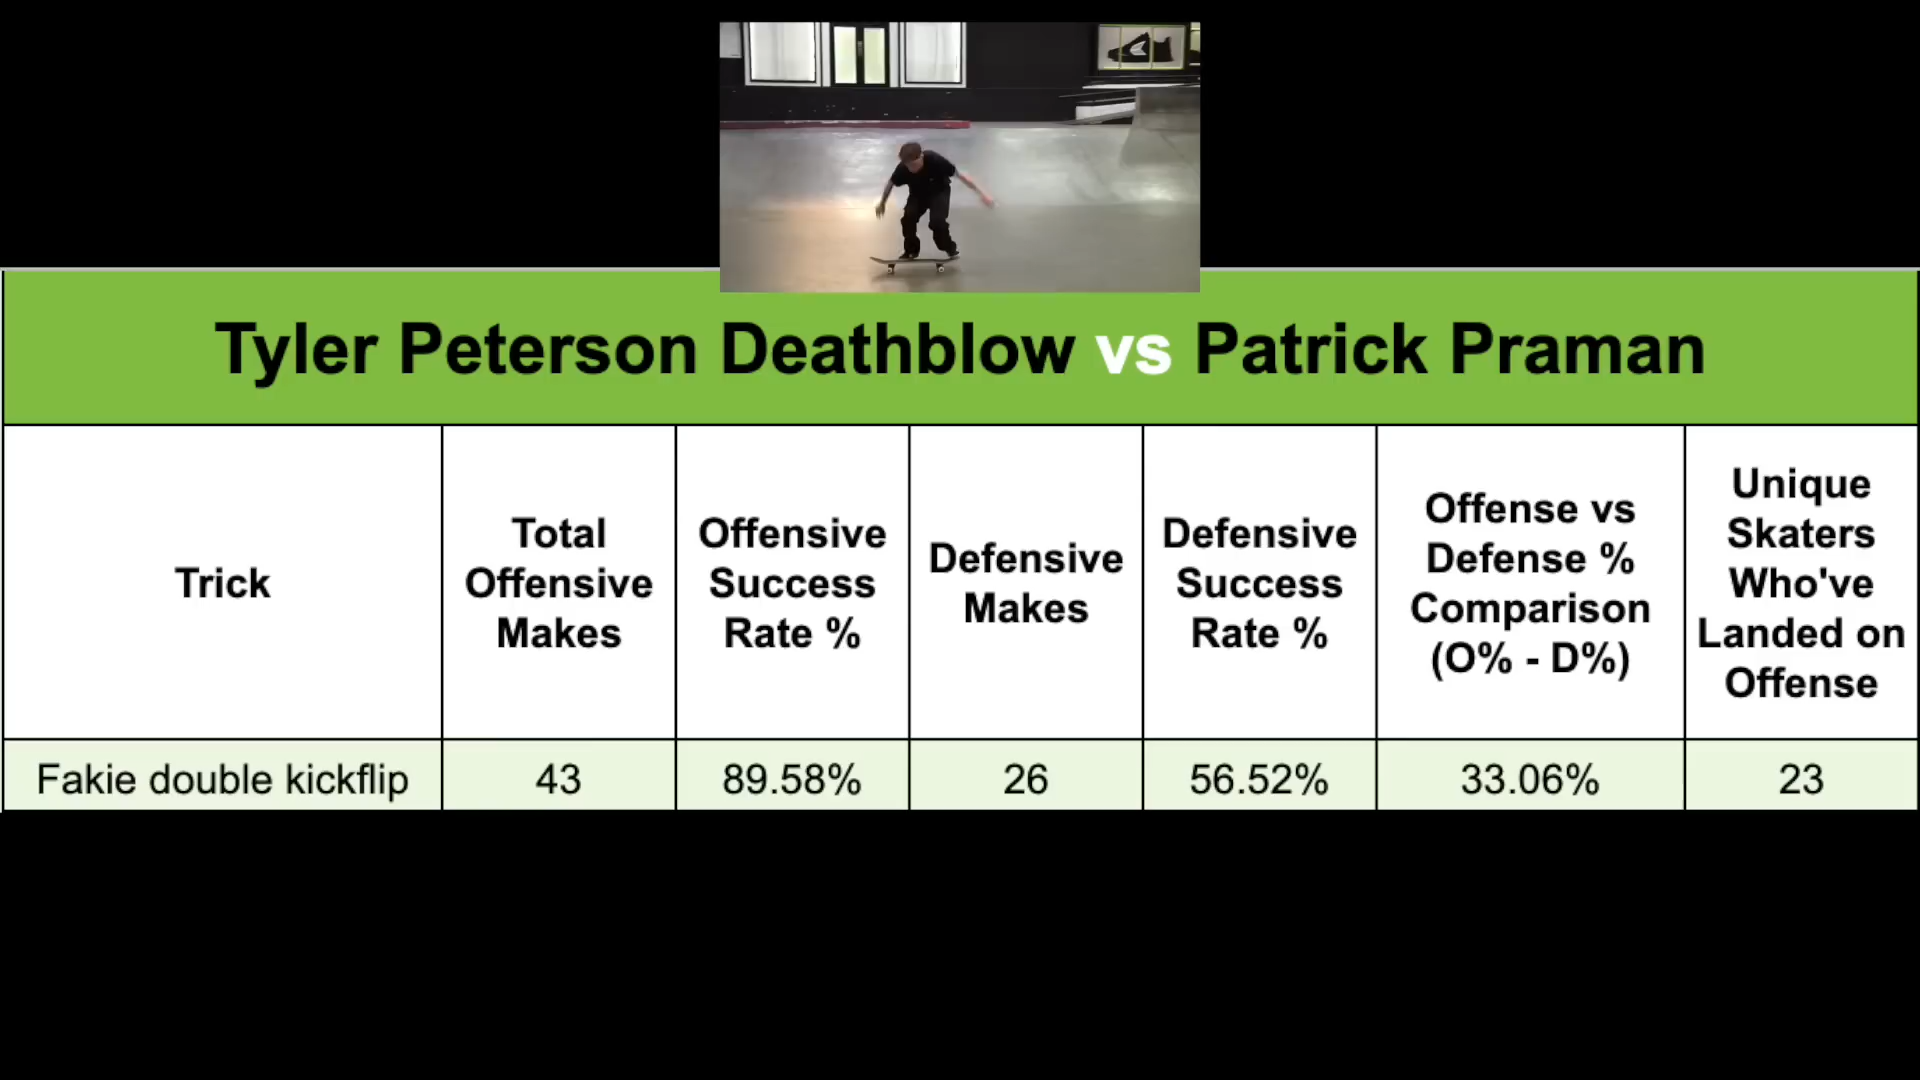 Tyler Peterson Deathblow vs Patrick Praman
Trick
Total
Offensive
Makes
Offensive
Success
Rate %
Defensive
Makes
Defensive
Success
Rate %
Offense vs
Defense %
Comparison
(O% - D%)
Unique
Skaters
Who've
Landed on
Offense
Fakie double kickflip
43
89.58%
26
56.52%
33.06%
23